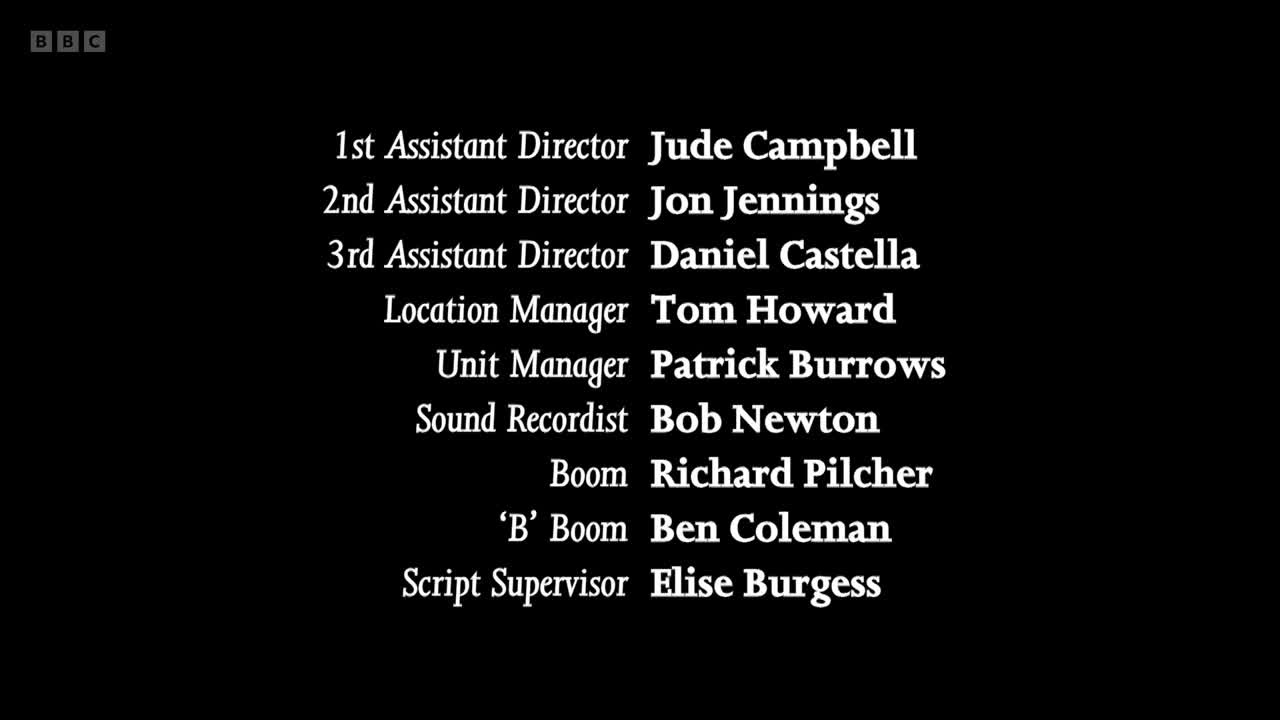 BBC
1st Assistant Director Jude Campbell
2nd Assistant Director Jon Jennings
3rd Assistant Director Daniel Castella
Location Manager Tom Howard
Unit Manager Patrick Burrows
Sound Recordist Bob Newton
Boom Richard Pilcher
‘B’ Boom Ben Coleman
Script Supervisor Elise Burgess